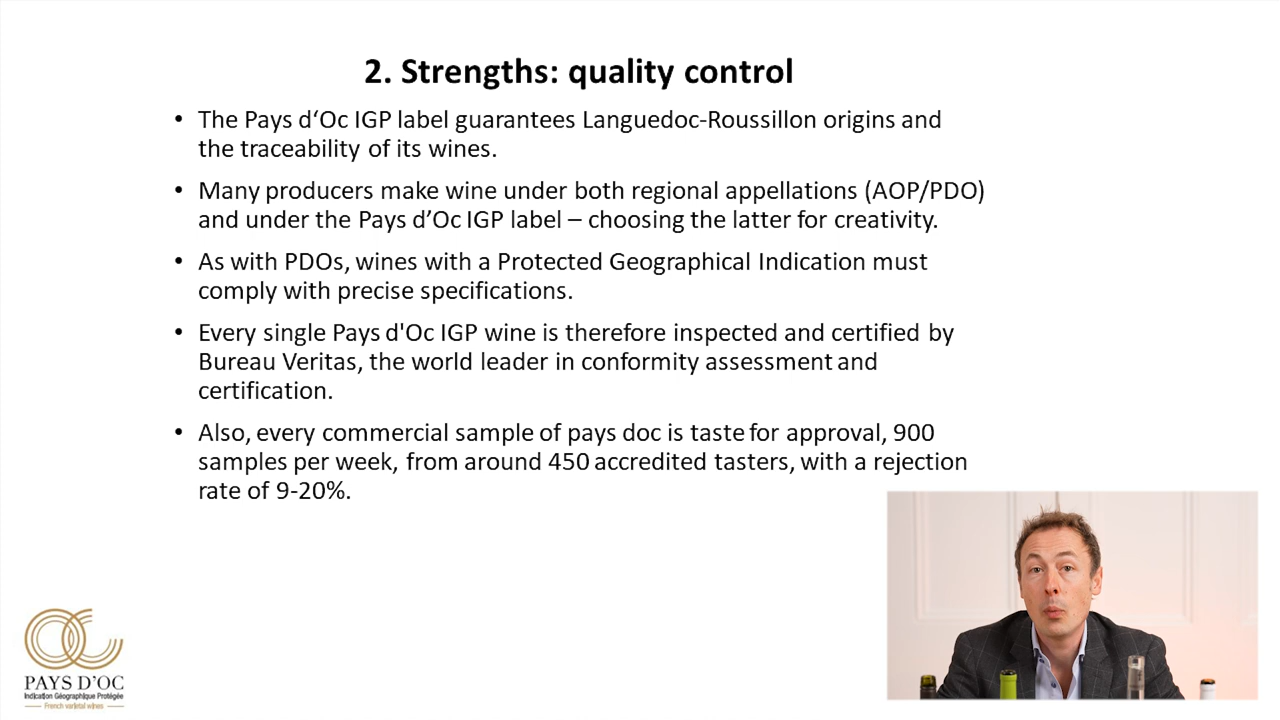 2. Strengths: quality control
• The Pays d‘Oc IGP label guarantees Languedoc-Roussillon origins and
the traceability of its wines.
• Many producers make wine under both regional appellations (AOP/PDO)
and under the Pays d’Oc IGP label – choosing the latter for creativity.
• As with PDOs, wines with a Protected Geographical Indication must
comply with precise specifications.
• Every single Pays d'Oc IGP wine is therefore inspected and certified by
Bureau Veritas, the world leader in conformity assessment and
certification.
• Also, every commercial sample of pays doc is taste for approval, 900
samples per week, from around 450 accredited tasters, with a rejection
rate of 9-20%.
PAYS D'OC
Indication Géographique Protégée
French varietal wines